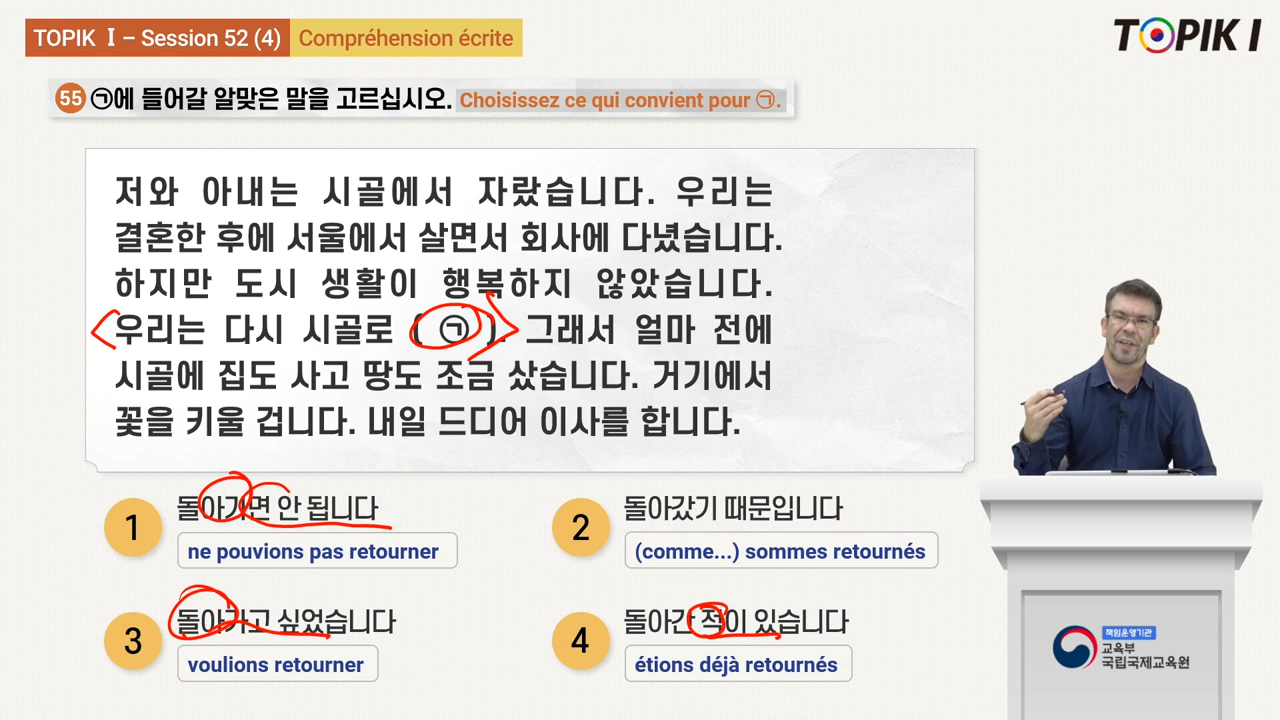 TOPIK Ⅰ – Session 52 (4) Compréhension écrite
TOPIK I
55 ㉠에 들어갈 알맞은 말을 고르십시오. Choisissez ce qui convient pour ㉠.
저와 아내는 시골에서 자랐습니다. 우리는
결혼한 후에 서울에서 살면서 회사에 다녔습니다.
하지만 도시 생활이 행복하지 않았습니다.
우리는 다시 시골로 ( ㉠ ). 그래서 얼마 전에
시골에 집도 사고 땅도 조금 샀습니다. 거기에서
꽃을 키울 겁니다. 내일 드디어 이사를 합니다.
1 돌아가면 안 됩니다
ne pouvions pas retourner
2 돌아갔기 때문입니다
(comme...) sommes retournés
3 돌아가고 싶었습니다
voulions retourner
4 돌아간 적이 있습니다
étions déjà retournés
책임운영기관
교육부
국립국제교육원